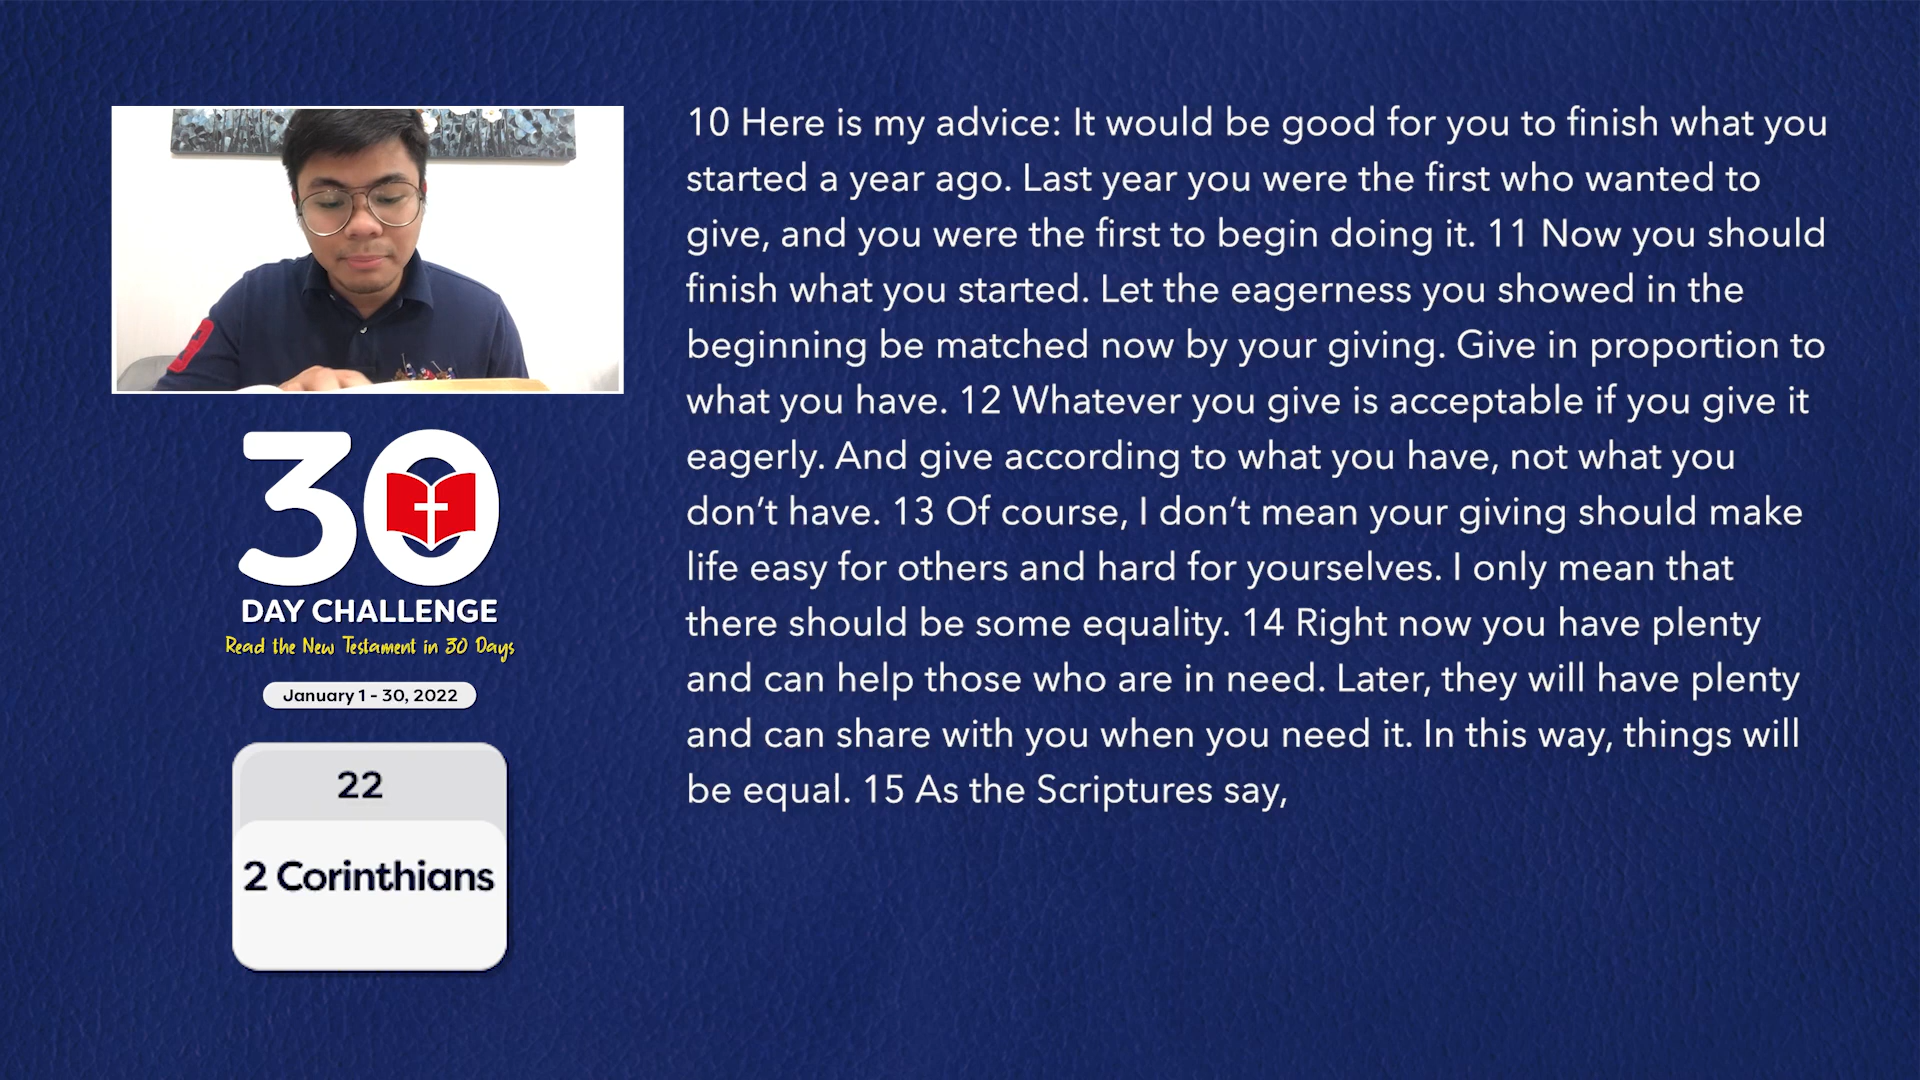 10 Here is my advice: It would be good for you to finish what you
started a year ago. Last year you were the first who wanted to
give, and you were the first to begin doing it. 11 Now you should
finish what you started. Let the eagerness you showed in the
beginning be matched now by your giving. Give in proportion to
what you have. 12 Whatever you give is acceptable if you give it
eagerly. And give according to what you have, not what you
don’t have. 13 Of course, I don’t mean your giving should make
life easy for others and hard for yourselves. I only mean that
there should be some equality. 14 Right now you have plenty
and can help those who are in need. Later, they will have plenty
and can share with you when you need it. In this way, things will
be equal. 15 As the Scriptures say,
30
DAY CHALLENGE
Read the New Testament in 30 Days
January 1 - 30, 2022
22
2 Corinthians